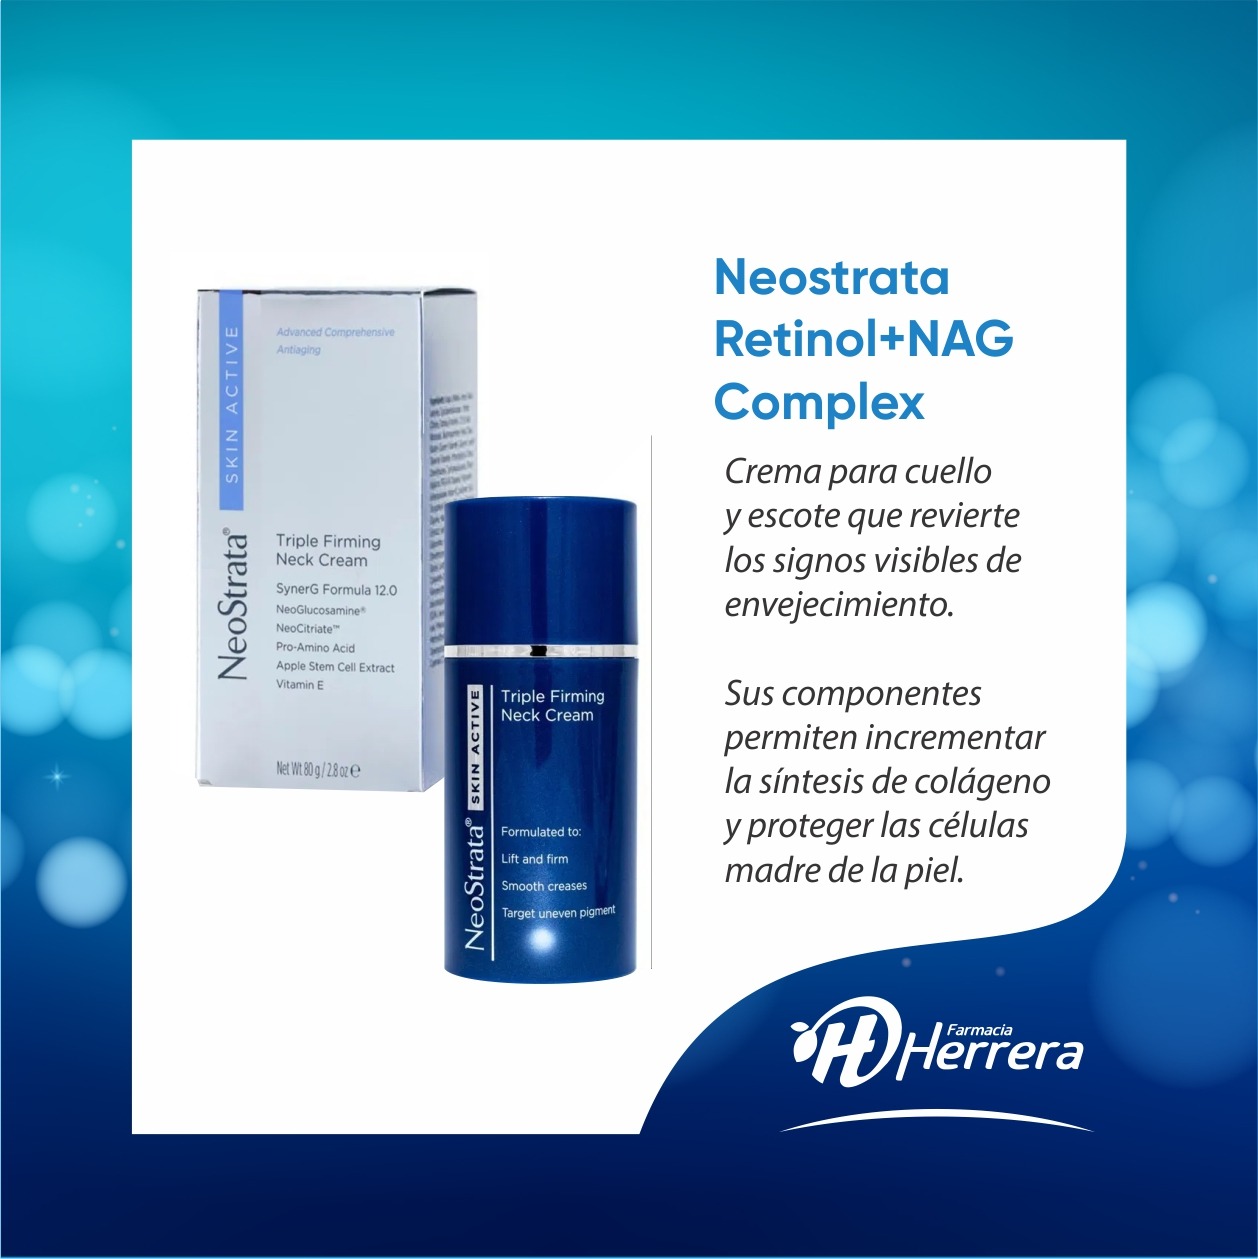 Neostrata
Retinol+NAG
Complex
Crema para cuello
y escote que revierte
los signos visibles de
envejecimiento.
Sus componentes
permiten incrementar
la síntesis de colágeno
y proteger las células
madre de la piel.
SKIN ACTIVE
NeoStrata®
Advanced Comprehensive
Antiaging
Triple Firming
Neck Cream
SynerG Formula 12.0
NeoGlucosamine®
NeoCitriate™
Pro-Amino Acid
Apple Stem Cell Extract
Vitamin E
Net Wt 80 g / 2.8 oz ℮
SKIN ACTIVE
NeoStrata®
Triple Firming
Neck Cream
Formulated to:
Lift and firm
Smooth creases
Target uneven pigment
Farmacia
Herrera